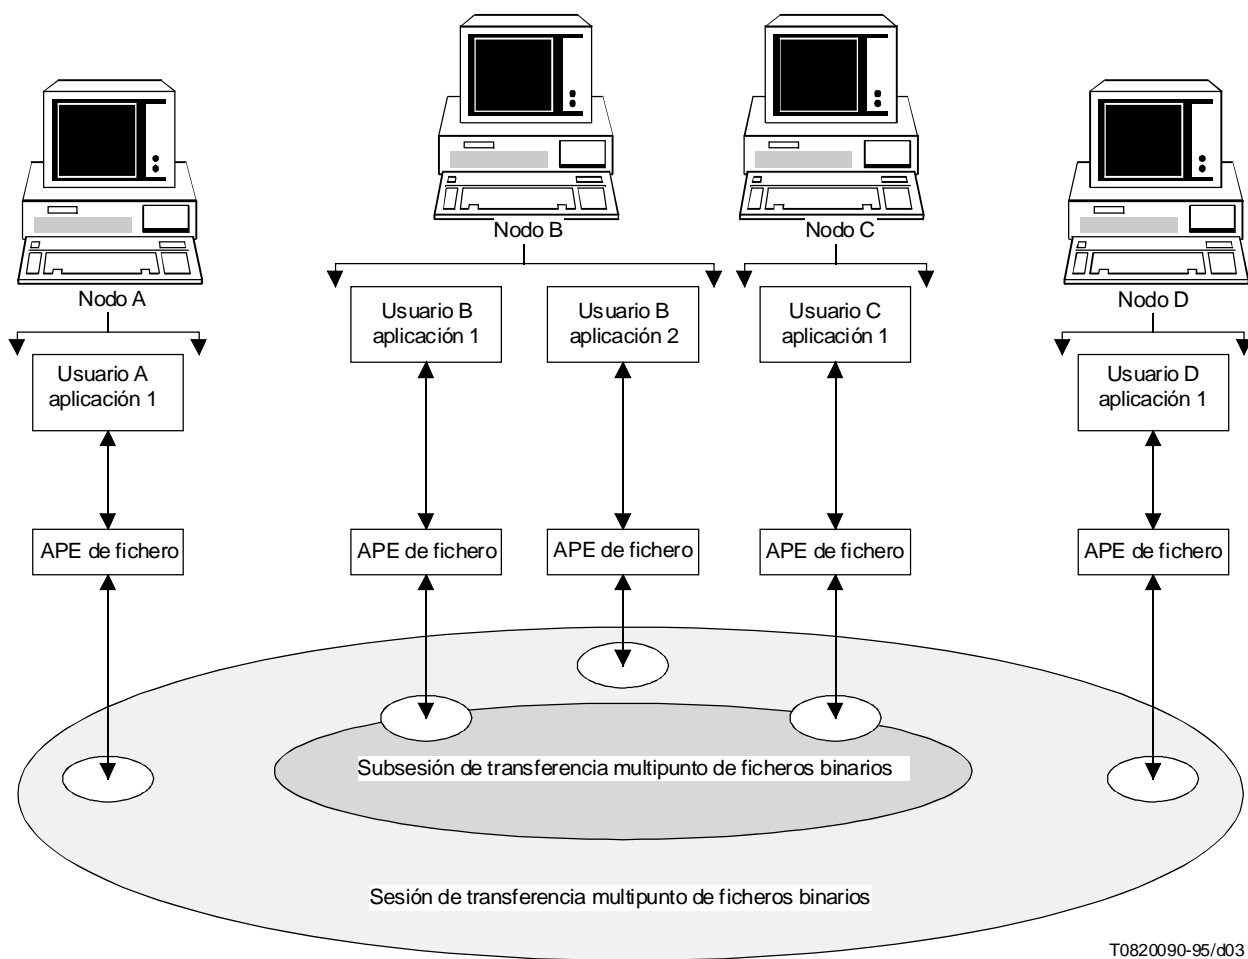 Nodo B
Nodo C
Nodo A
Nodo D
Usuario B
aplicación 1
Usuario B
aplicación 2
Usuario C
aplicación 1
Usuario A
aplicación 1
Usuario D
aplicación 1
APE de fichero
APE de fichero
APE de fichero
APE de fichero
APE de fichero
Subsesión de transferencia multipunto de ficheros binarios
Sesión de transferencia multipunto de ficheros binarios
T0820090-95/d03